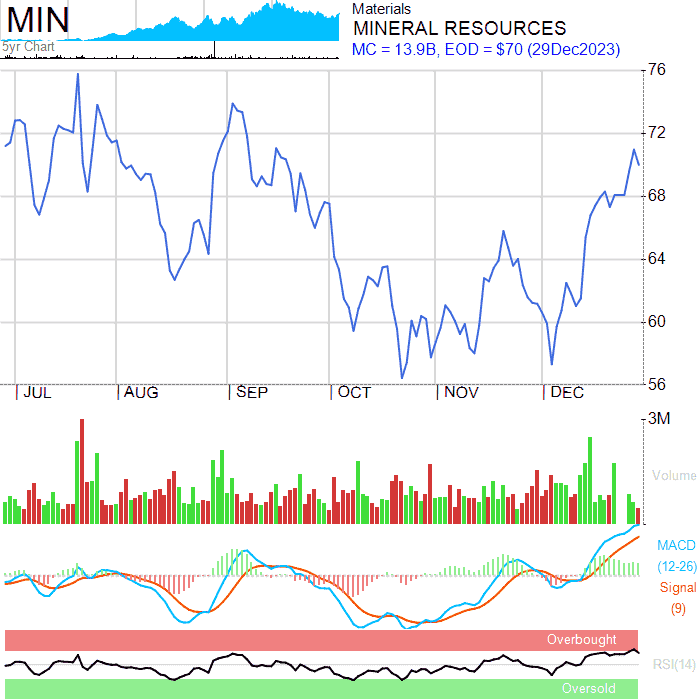 MIN
5yr Chart
Materials
MINERAL RESOURCES
MC = 13.9B, EOD = $70 (29Dec2023)
76
72
68
64
60
56
JUL AUG SEP OCT NOV DEC
3M
Volume
MACD
(12-26)
Signal
(9)
Overbought
RSI(14)
Oversold